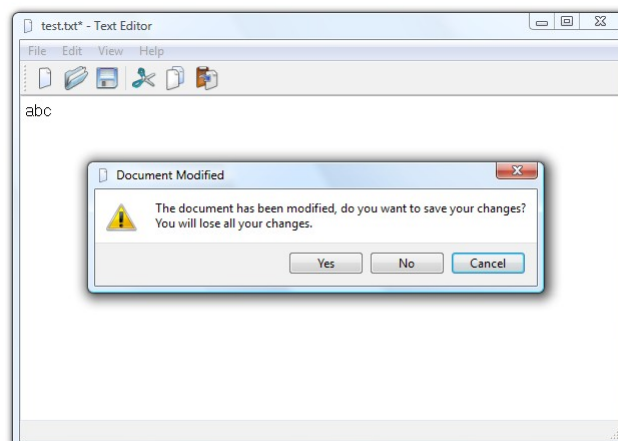 test.txt* - Text Editor
File Edit View Help
abc
Document Modified
The document has been modified, do you want to save your changes?
You will lose all your changes.
Yes No Cancel